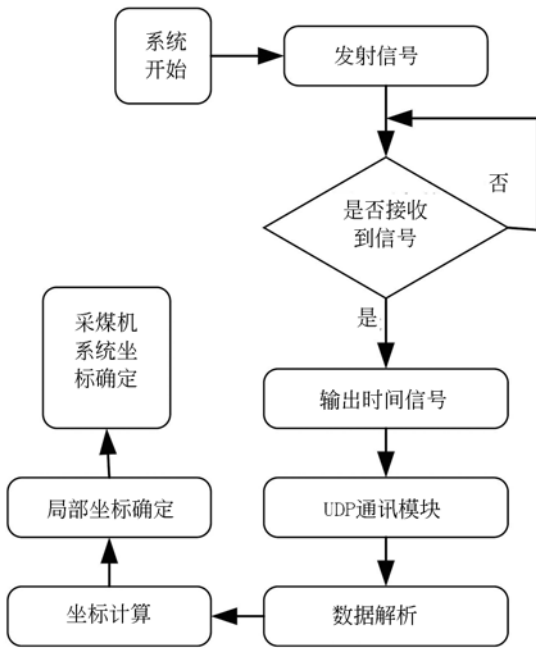 系统
开始
发射信号
否
是否接收
到信号
是
输出时间信号
UDP通讯模块
数据解析
坐标计算
局部坐标确定
采煤机
系统坐
标确定